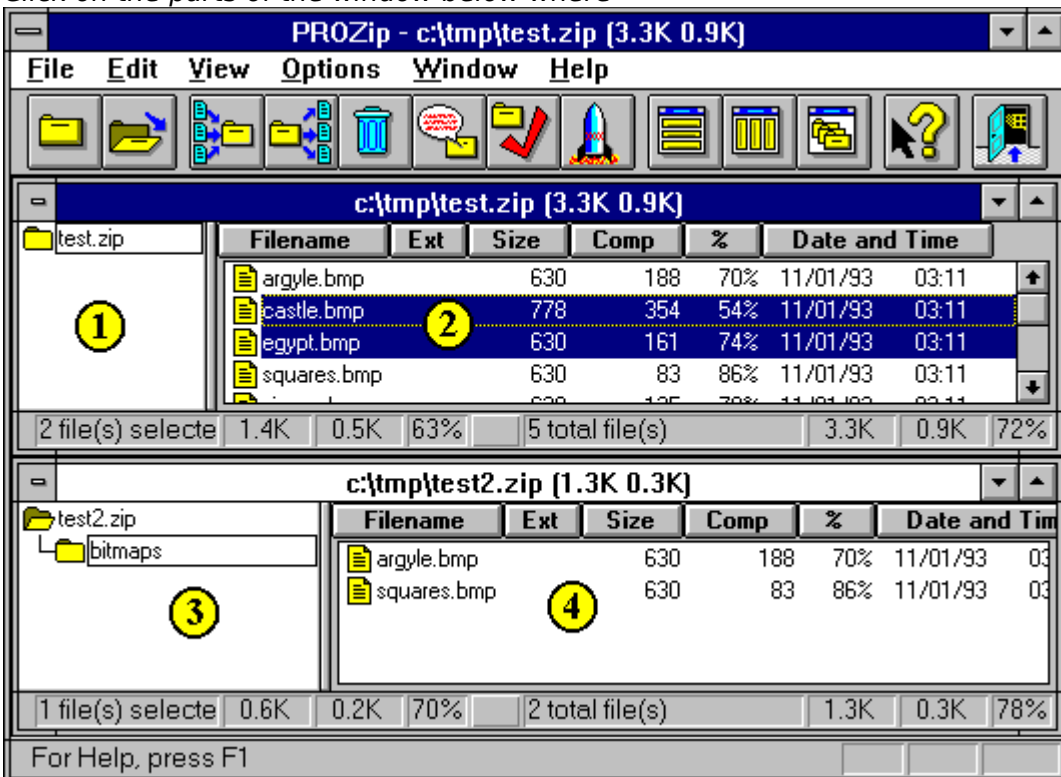 Click on the parts of the window below where
PROZip - c:\tmp\test.zip (3.3K 0.9K)
File Edit View Options Window Help
c:\tmp\test.zip (3.3K 0.9K)
test.zip Filename Ext Size Comp % Date and Time
argyle.bmp 630 188 70% 11/01/93 03:11
1 castle.bmp 2 778 354 54% 11/01/93 03:11
egypt.bmp 630 161 74% 11/01/93 03:11
squares.bmp 630 83 86% 11/01/93 03:11
2 file(s) selecte 1.4K 0.5K 63% 5 total file(s) 3.3K 0.9K 72%
c:\tmp\test2.zip (1.3K 0.3K)
test2.zip Filename Ext Size Comp % Date and Tim
bitmaps argyle.bmp 630 188 70% 11/01/93 03
3 squares.bmp 4 630 83 86% 11/01/93 03
1 file(s) selecte 0.6K 0.2K 70% 2 total file(s) 1.3K 0.3K 78%
For Help, press F1